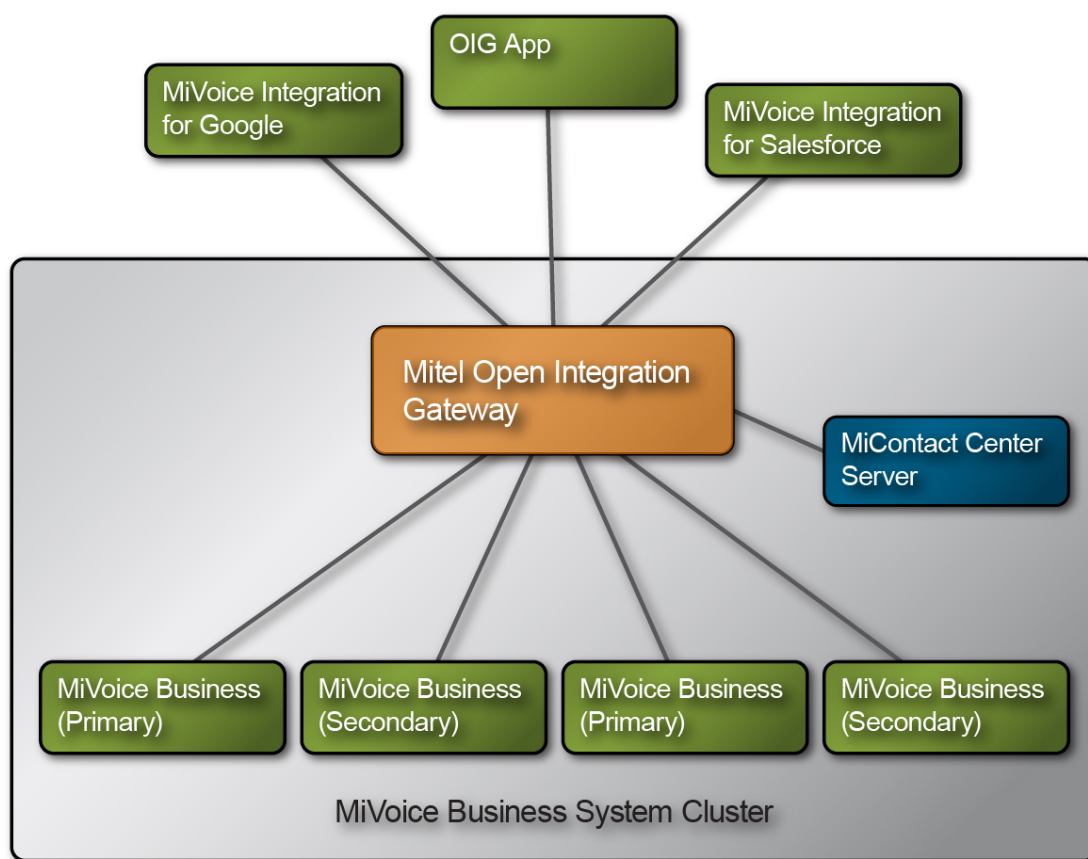 OIG App
MiVoice Integration
for Google
MiVoice Integration
for Salesforce
Mitel Open Integration
Gateway
MiContact Center
Server
MiVoice Business
(Primary)
MiVoice Business
(Secondary)
MiVoice Business
(Primary)
MiVoice Business
(Secondary)
MiVoice Business System Cluster